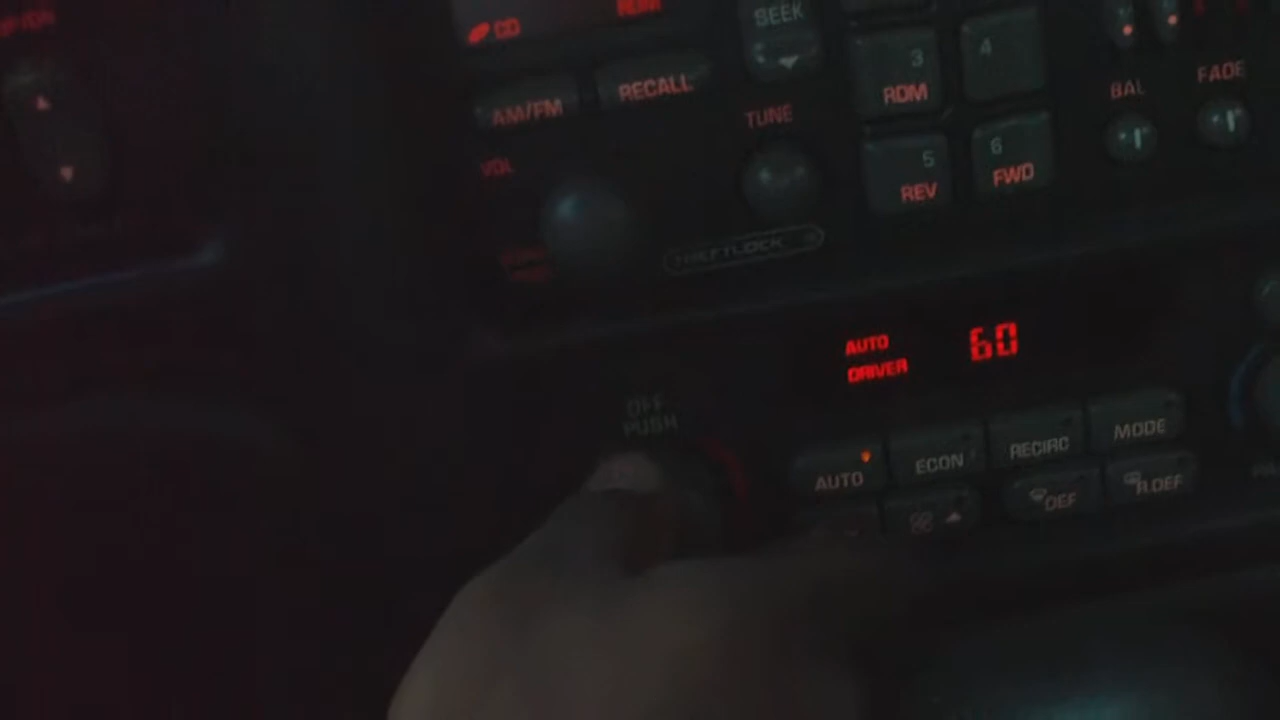 CD
SEEK
AM/FM
RECALL
VOL
TUNE
3
RDM
4
5
REV
6
FWD
BAL
FADE
THEFTLOCK
AUTO
DRIVER
60
OFF
PUSH
AUTO
ECON
RECIRC
MODE
DEF
R.DEF